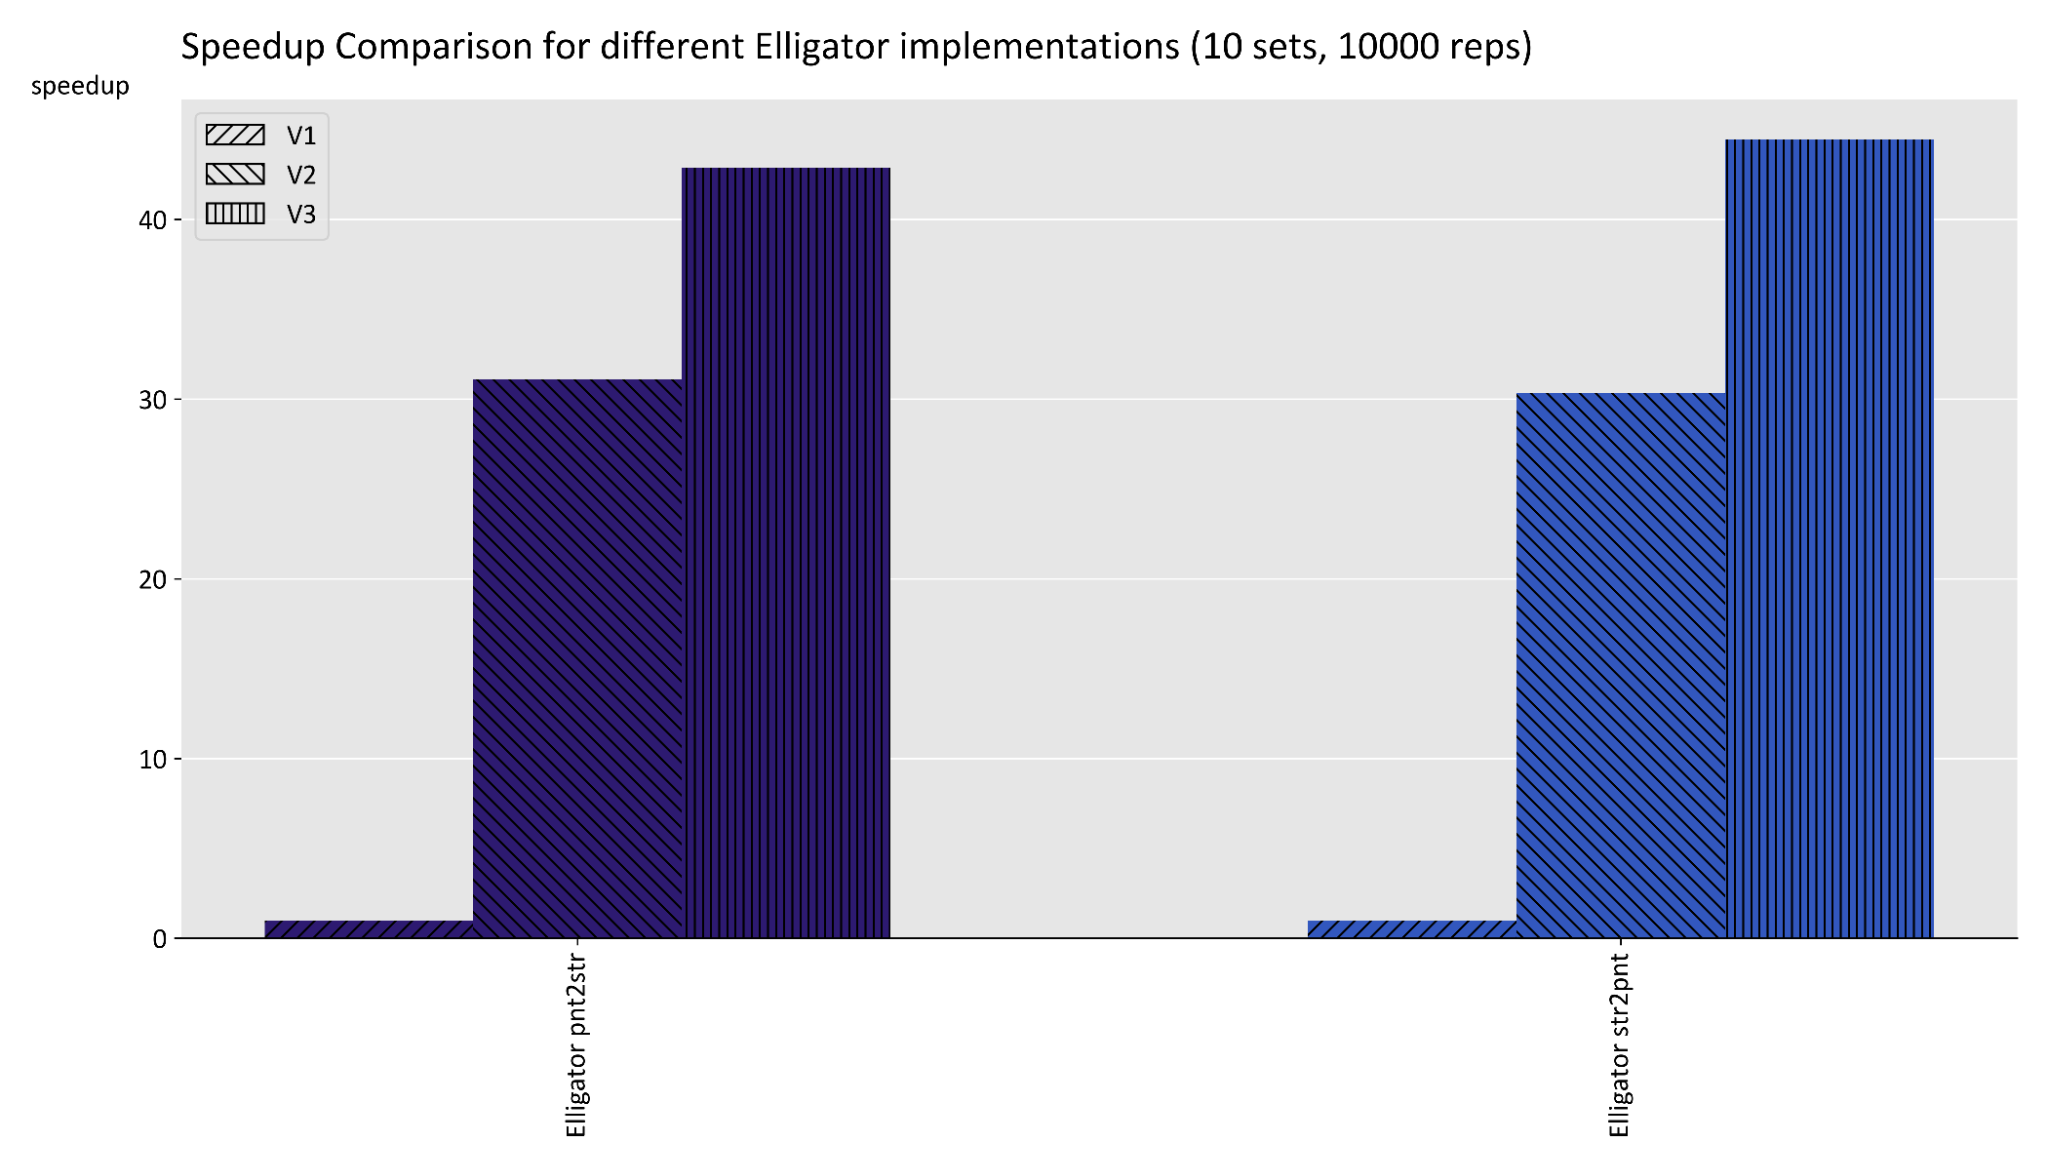 Speedup Comparison for different Elligator implementations (10 sets, 10000 reps)
speedup
V1
V2
V3
40
30
20
10
0
Elligator pnt2str
Elligator str2pnt